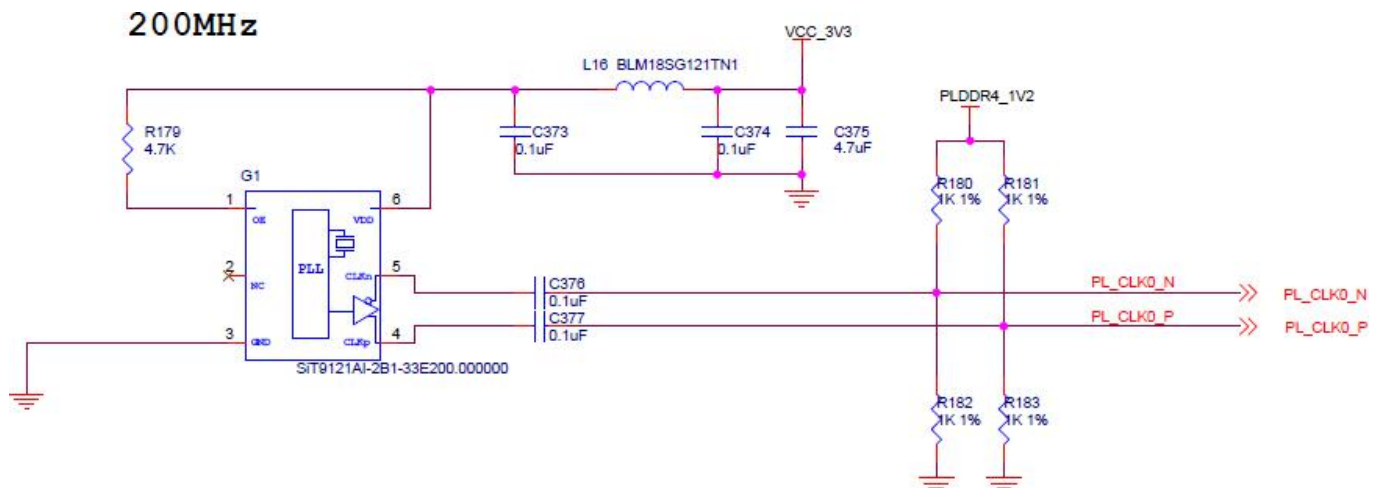 200MHz
VCC_3V3
L16 BLM18SG121TN1
PLDDR4_1V2
R179
4.7K
C373
0.1uF
C374
0.1uF
C375
4.7uF
G1
R180
1K 1%
R181
1K 1%
1
OE
VDD
6
2
NC
PLL
CLKn
5
C376
0.1uF
PL_CLK0_N
PL_CLK0_N
C377
0.1uF
PL_CLK0_P
PL_CLK0_P
3
GND
CLKp
4
SiT9121AI-2B1-33E200.000000
R182
1K 1%
R183
1K 1%